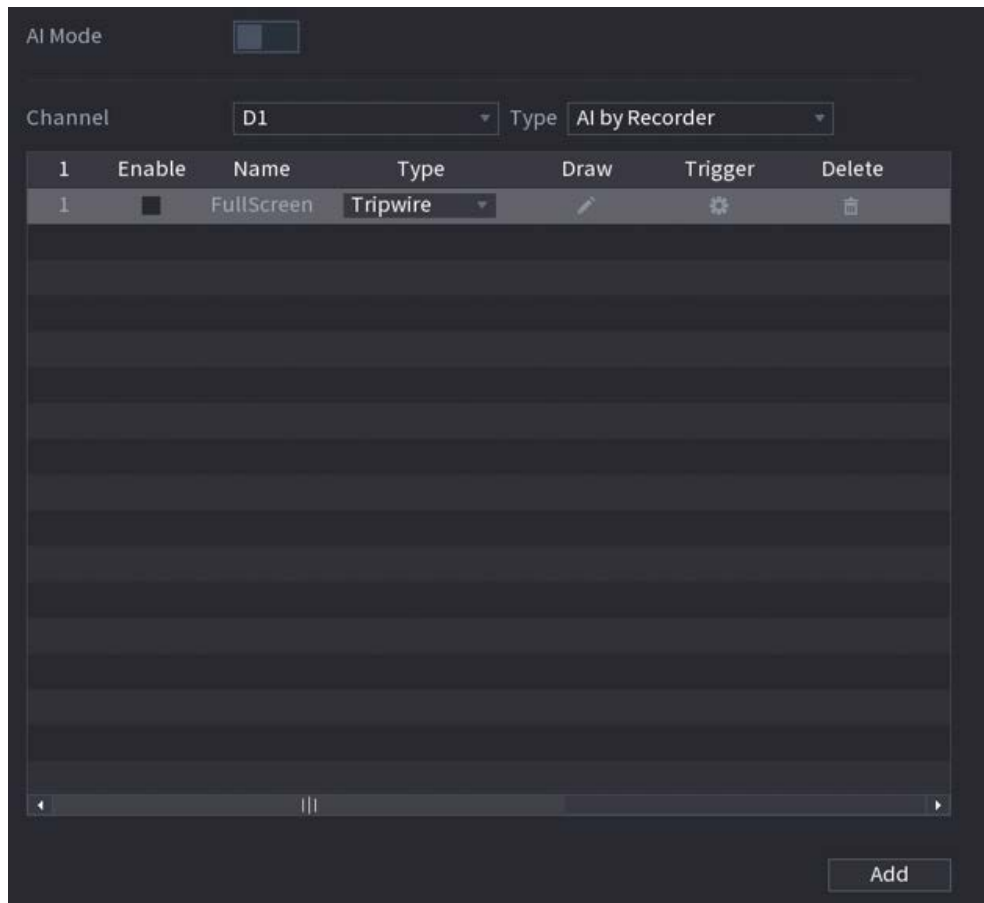 AI Mode
Channel D1 Type AI by Recorder
1 Enable Name Type Draw Trigger Delete
1 FullScreen Tripwire
Add